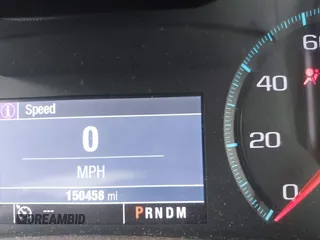 Speed
0
MPH
150458 mi
--
PRNDM
60
40
20
0
DREAMBID